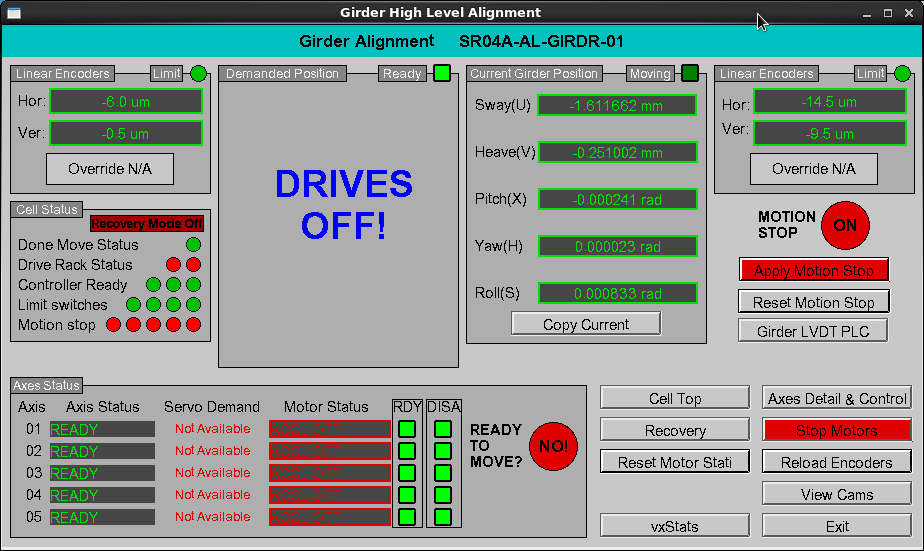 Girder High Level Alignment
Girder Alignment SR04A-AL-GIRDR-01
Linear Encoders Limit
Hor: -6.0 um
Ver: -0.5 um
Override N/A
Cell Status
Recovery Mode Off
Done Move Status
Drive Rack Status
Controller Ready
Limit switches
Motion stop
Demanded Position Ready
DRIVES
OFF!
Current Girder Position Moving
Sway(U) -1.611662 mm
Heave(V) -0.251002 mm
Pitch(X) -0.000241 rad
Yaw(H) 0.000023 rad
Roll(S) 0.000833 rad
Copy Current
Linear Encoders Limit
Hor: -14.5 um
Ver: -9.5 um
Override N/A
MOTION
STOP
ON
Apply Motion Stop
Reset Motion Stop
Girder LVDT PLC
Axes Status
Axis Axis Status Servo Demand Motor Status RDY DISA
01 READY Not Available
02 READY Not Available
03 READY Not Available
04 READY Not Available
05 READY Not Available
READY
TO
MOVE?
NO!
Cell Top
Recovery
Reset Motor Stati
vxStats
Axes Detail & Control
Stop Motors
Reload Encoders
View Cams
Exit